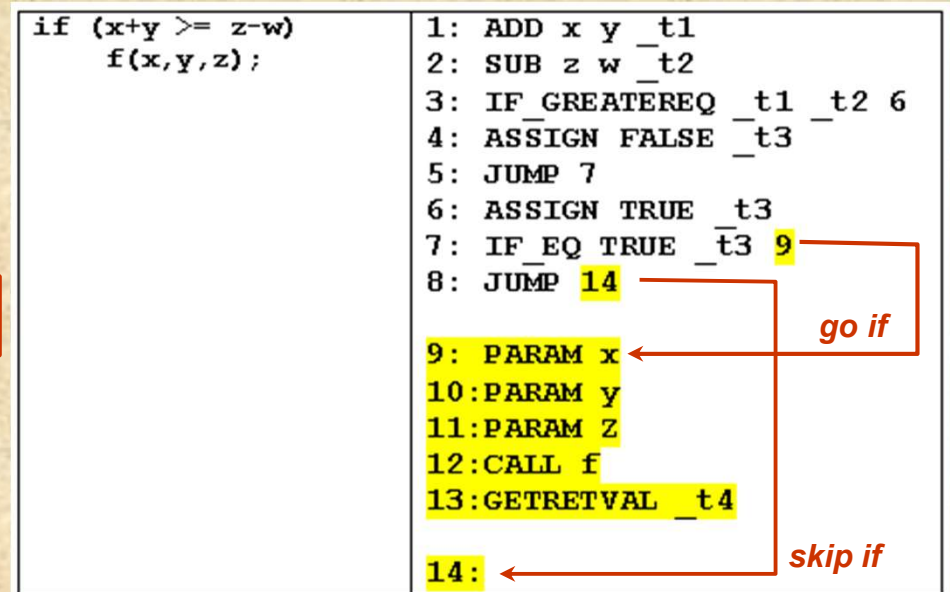 if (x+y >= z-w)
f(x,y,z);
1: ADD x y _t1
2: SUB z w _t2
3: IF_GREATEREQ _t1 _t2 6
4: ASSIGN FALSE _t3
5: JUMP 7
6: ASSIGN TRUE _t3
7: IF_EQ TRUE _t3 9
8: JUMP 14
go if
9: PARAM x
10:PARAM y
11:PARAM Z
12:CALL f
13:GETRETVAL _t4
skip if
14: